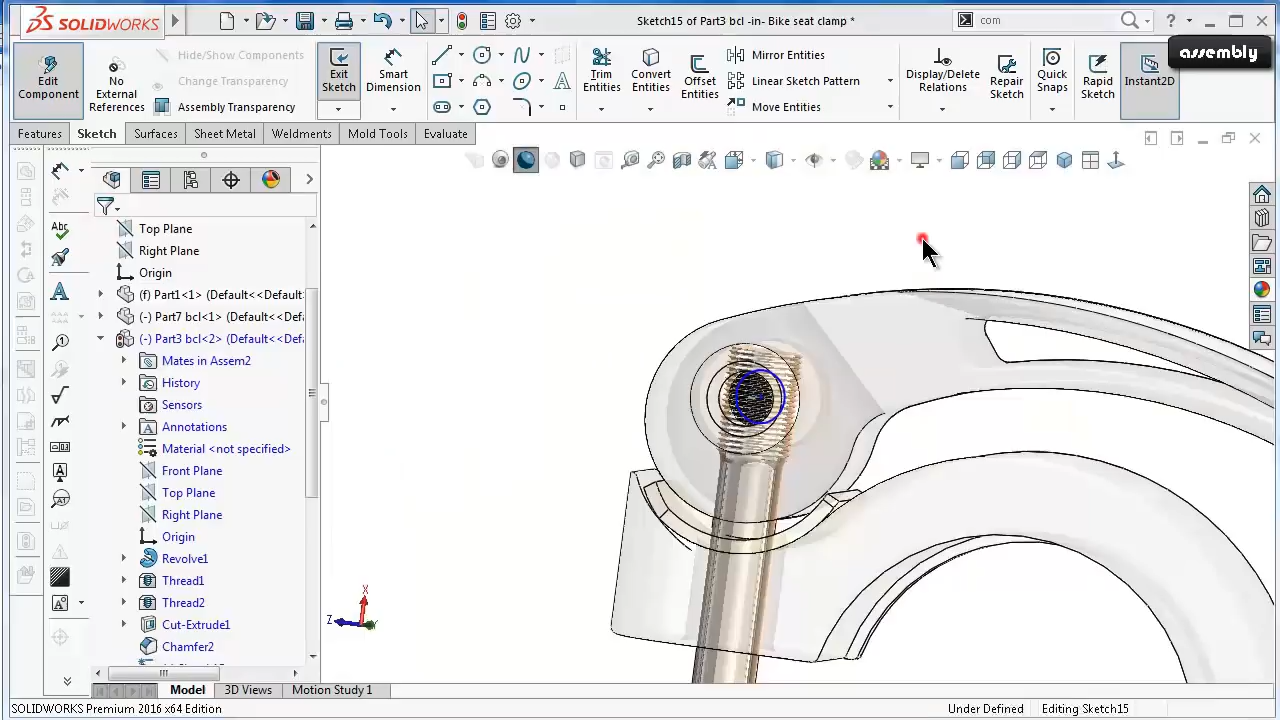 SOLIDWORKS
Sketch15 of Part3 bcl -in- Bike seat clamp *
com
assembly
Edit Component
No External References
Hide/Show Components
Change Transparency
Assembly Transparency
Exit Sketch
Smart Dimension
Trim Entities
Convert Entities
Offset Entities
Mirror Entities
Linear Sketch Pattern
Move Entities
Display/Delete Relations
Repair Sketch
Quick Snaps
Rapid Sketch
Instant2D
Features
Sketch
Surfaces
Sheet Metal
Weldments
Mold Tools
Evaluate
Top Plane
Right Plane
Origin
(f) Part1<1> (Default<<Default
(-) Part7 bcl<1> (Default<<Def
(-) Part3 bcl<2> (Default<<Defa
Mates in Assem2
History
Sensors
Annotations
Material <not specified>
Front Plane
Top Plane
Right Plane
Origin
Revolve1
Thread1
Thread2
Cut-Extrude1
Chamfer2
Abc
X
Z
Model
3D Views
Motion Study 1
SOLIDWORKS Premium 2016 x64 Edition
Under Defined
Editing Sketch15